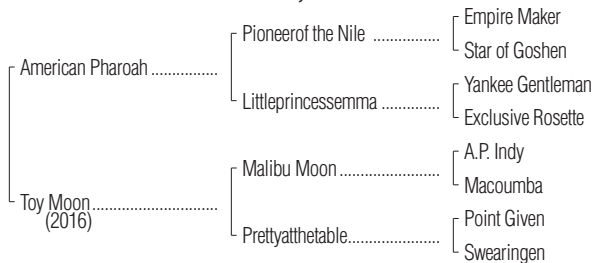 Empire Maker
Pioneerof the Nile ................
Star of Goshen
American Pharoah ................
Yankee Gentleman
Littleprincessemma ..............
Exclusive Rosette
A.P. Indy
Malibu Moon ........................
Macoumba
Toy Moon ..............................
(2016)
Point Given
Prettyatthetable ......................
Swearingen